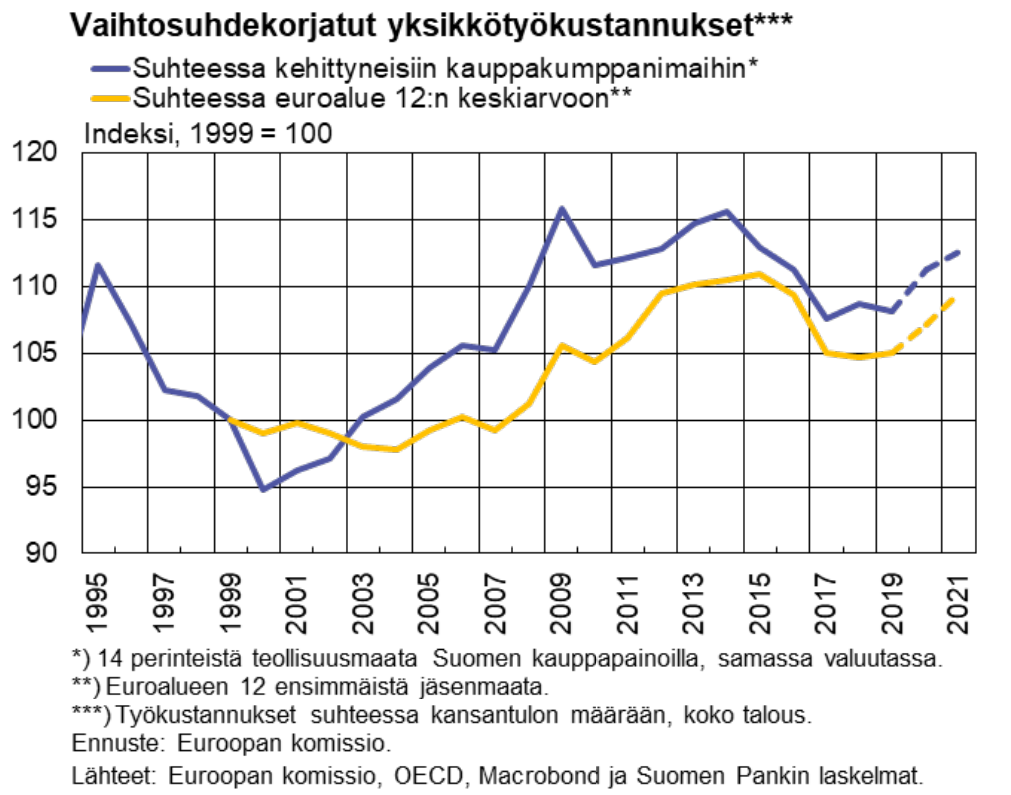 Vaihtosuhdekorjatut yksikkötyökustannukset***
Suhteessa kehittyneisiin kauppakumppanimaihin*
Suhteessa euroalue 12:n keskiarvoon**
Indeksi, 1999 = 100
120
115
110
105
100
95
90
1995
1997
1999
2001
2003
2005
2007
2009
2011
2013
2015
2017
2019
2021
*) 14 perinteistä teollisuusmaata Suomen kauppapainoilla, samassa valuutassa.
**) Euroalueen 12 ensimmäistä jäsenmaata.
***) Työkustannukset suhteessa kansantulon määrään, koko talous.
Ennuste: Euroopan komissio.
Lähteet: Euroopan komissio, OECD, Macrobond ja Suomen Pankin laskelmat.